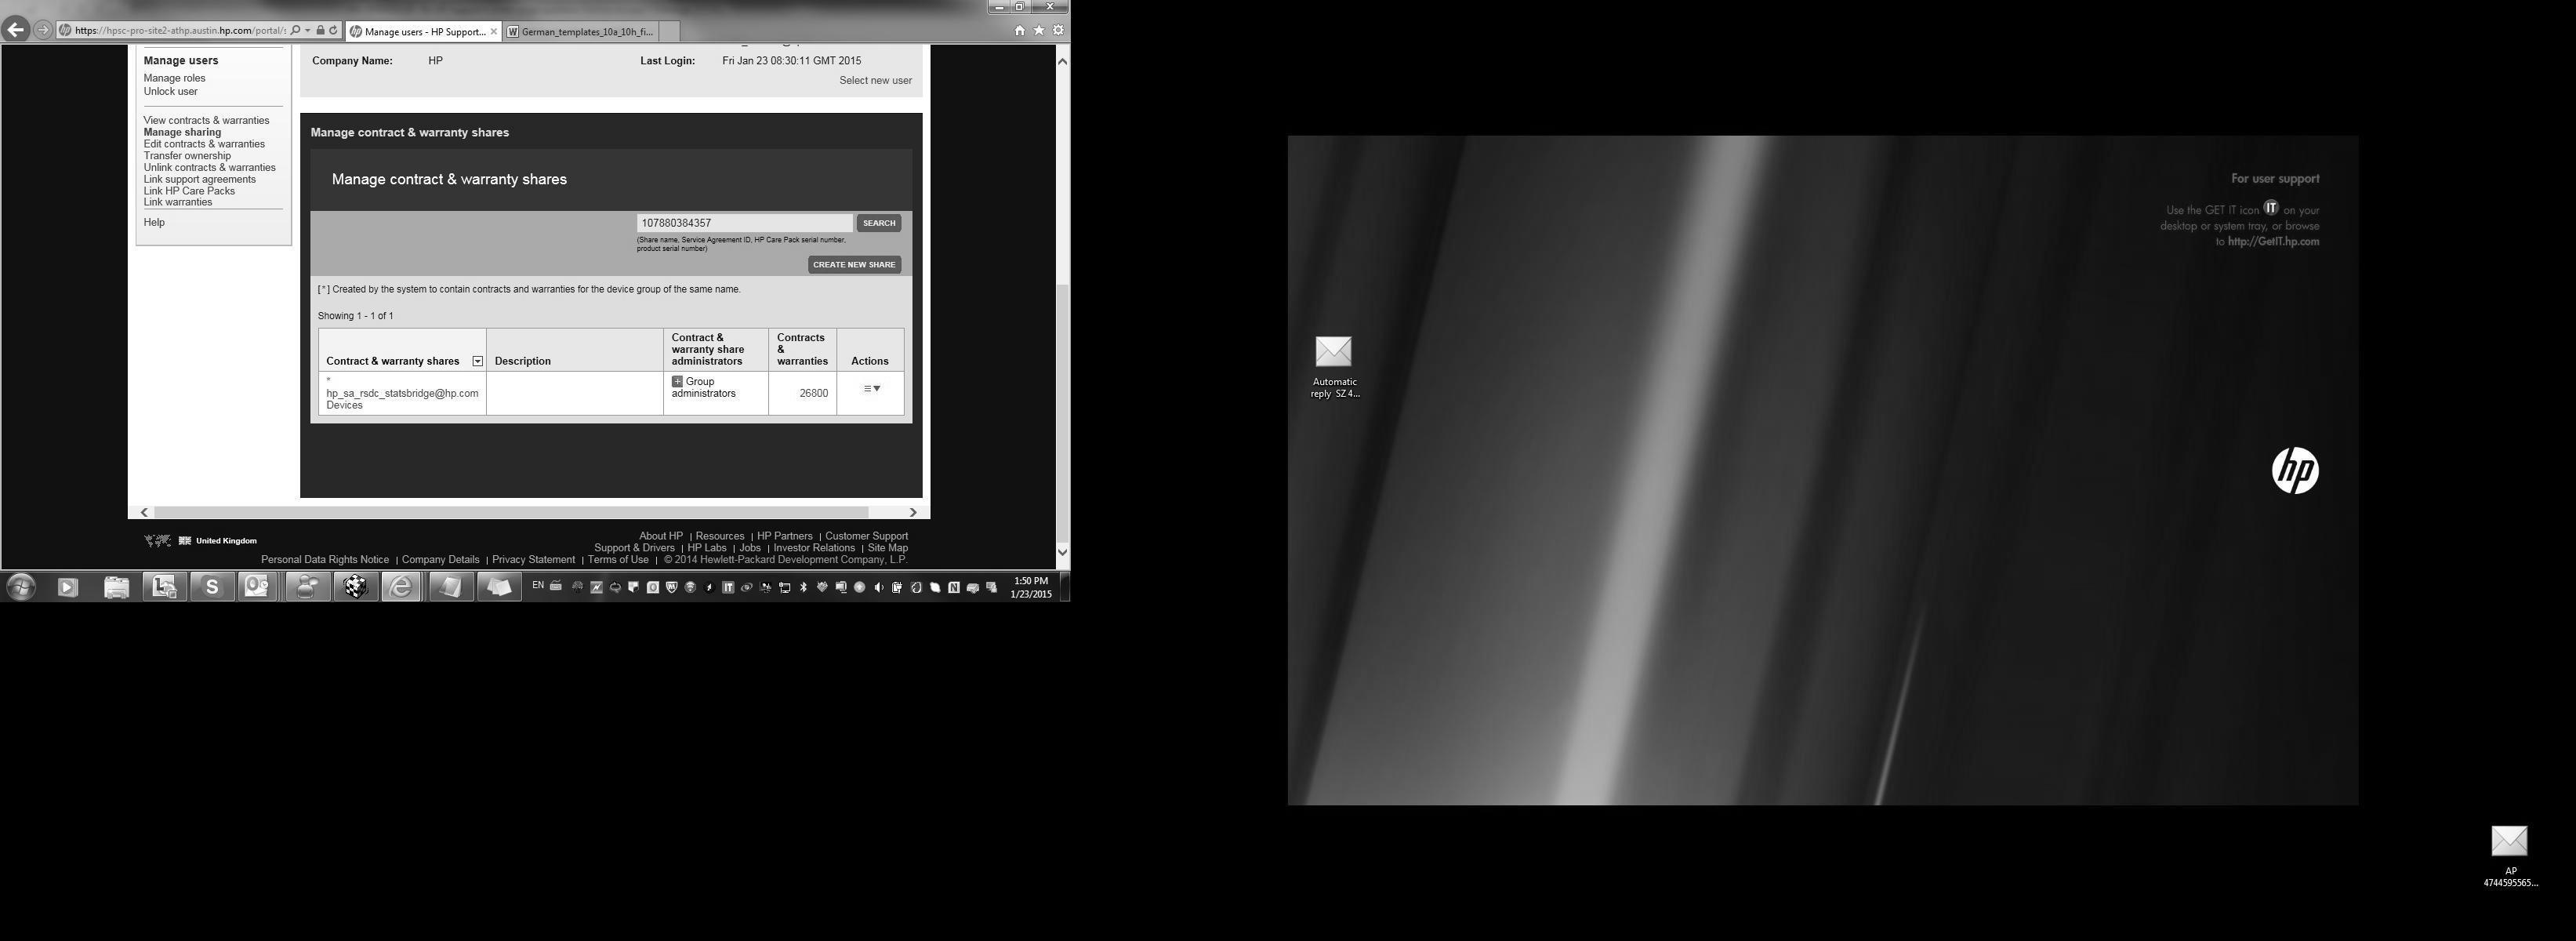 https://hpsc-pro-site2-athp.austin.hp.com/portal/s
Manage users - HP Support...
German_templates_10a_10h_fi...
Manage users
Manage roles
Unlock user
View contracts & warranties
Manage sharing
Edit contracts & warranties
Transfer ownership
Unlink contracts & warranties
Link support agreements
Link HP Care Packs
Link warranties
Help
Company Name: HP
Last Login: Fri Jan 23 08:30:11 GMT 2015
Select new user
Manage contract & warranty shares
Manage contract & warranty shares
107880384357
SEARCH
(Share name, Service Agreement ID, HP Care Pack serial number,
product serial number)
CREATE NEW SHARE
[ * ] Created by the system to contain contracts and warranties for the device group of the same name.
Showing 1 - 1 of 1
Contract & warranty shares
Description
Contract &
warranty share
administrators
Contracts
&
warranties
Actions
*
hp_sa_rsdc_statsbridge@hp.com
Devices
Group
administrators
26800
United Kingdom
About HP | Resources | HP Partners | Customer Support
Support & Drivers | HP Labs | Jobs | Investor Relations | Site Map
Personal Data Rights Notice | Company Details | Privacy Statement | Terms of Use | © 2014 Hewlett-Packard Development Company, L.P.
EN
1:50 PM
1/23/2015
For user support
Use the GET IT icon IT on your
desktop or system tray, or browse
to http://GetIT.hp.com
Automatic
reply SZ 4...
hp
AP
4744595565...